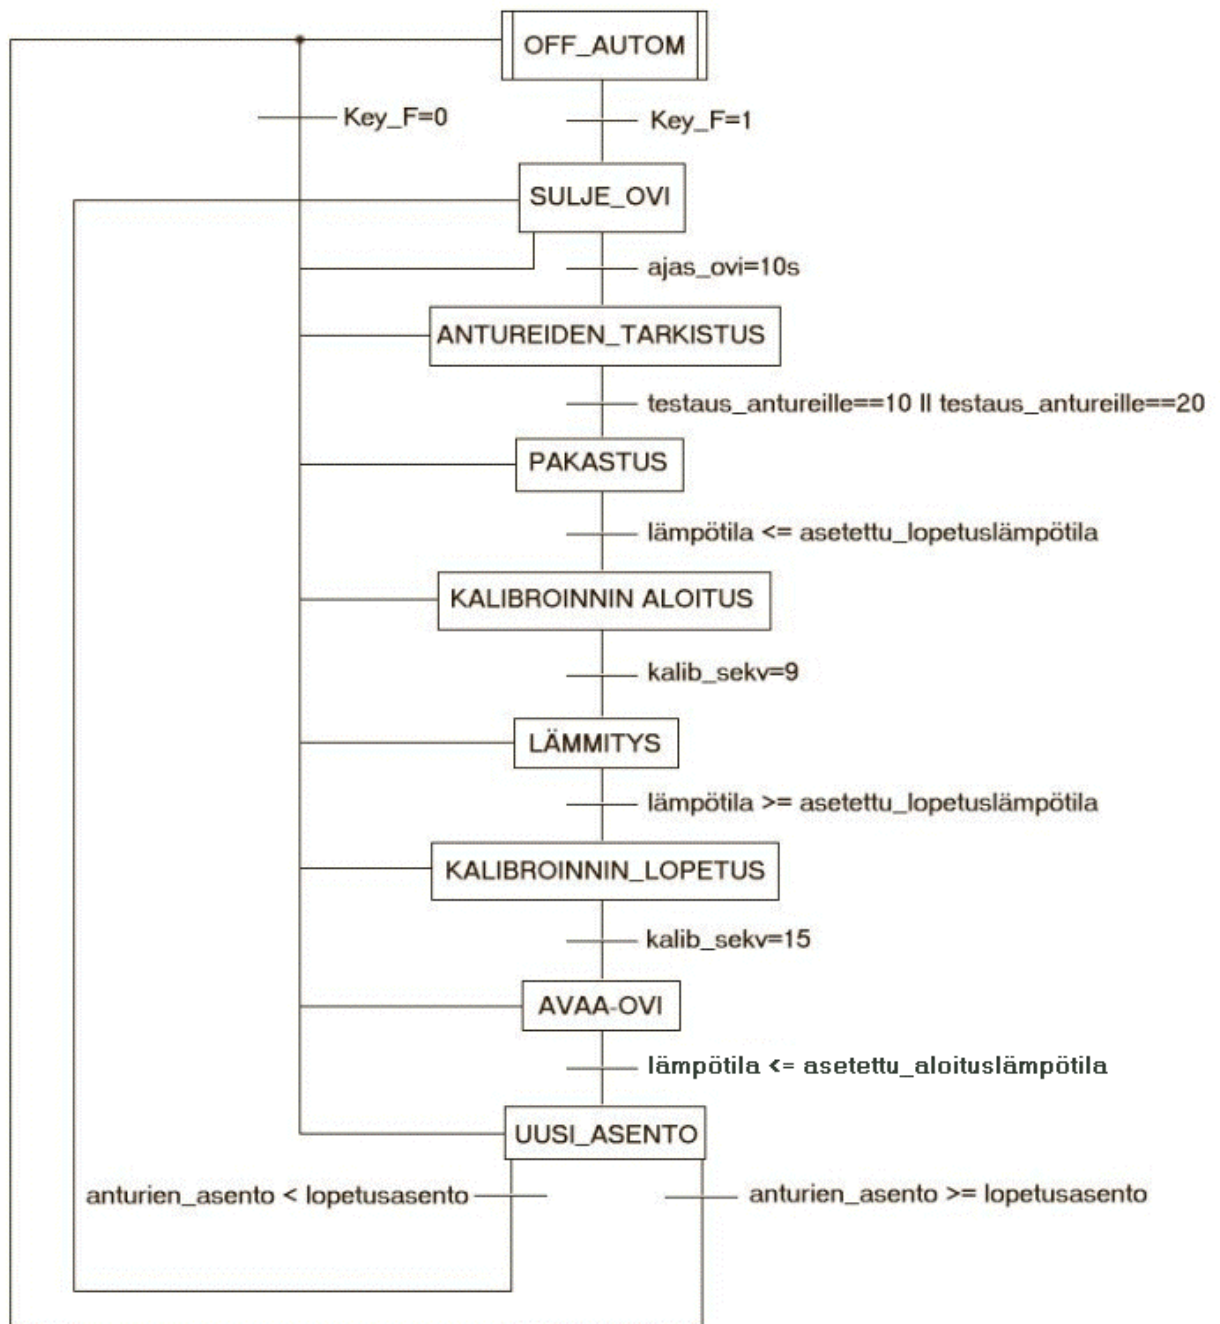 OFF_AUTOM
Key_F=0
Key_F=1
SULJE_OVI
ajas_ovi=10s
ANTUREIDEN_TARKISTUS
testaus_antureille==10 II testaus_antureille==20
PAKASTUS
lämpötila <= asetettu_lopetuslämpötila
KALIBROINNIN ALOITUS
kalib_sekv=9
LÄMMITYS
lämpötila >= asetettu_lopetuslämpötila
KALIBROINNIN_LOPETUS
kalib_sekv=15
AVAA-OVI
lämpötila <= asetettu_aloituslämpötila
UUSI_ASENTO
anturien_asento < lopetusasento
anturien_asento >= lopetusasento